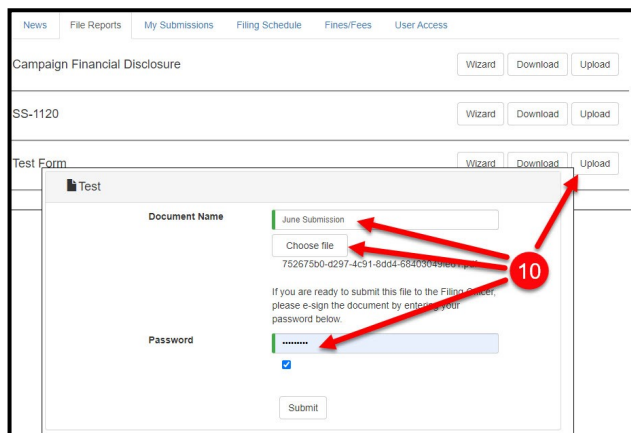 News File Reports My Submissions Filing Schedule Fines/Fees User Access
Campaign Financial Disclosure Wizard Download Upload
SS-1120 Wizard Download Upload
Test Form Wizard Download Upload
Test
Document Name June Submission
Choose file
If you are ready to submit this file to the Filing Officer,
please e-sign the document by entering your
password below.
Password ••••••••
Submit
10